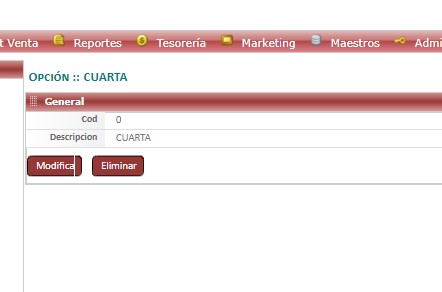 t Venta Reportes Tesorería Marketing Maestros Admi
OPCIÓN :: CUARTA
General
Cod 0
Descripcion CUARTA
Modifica Eliminar